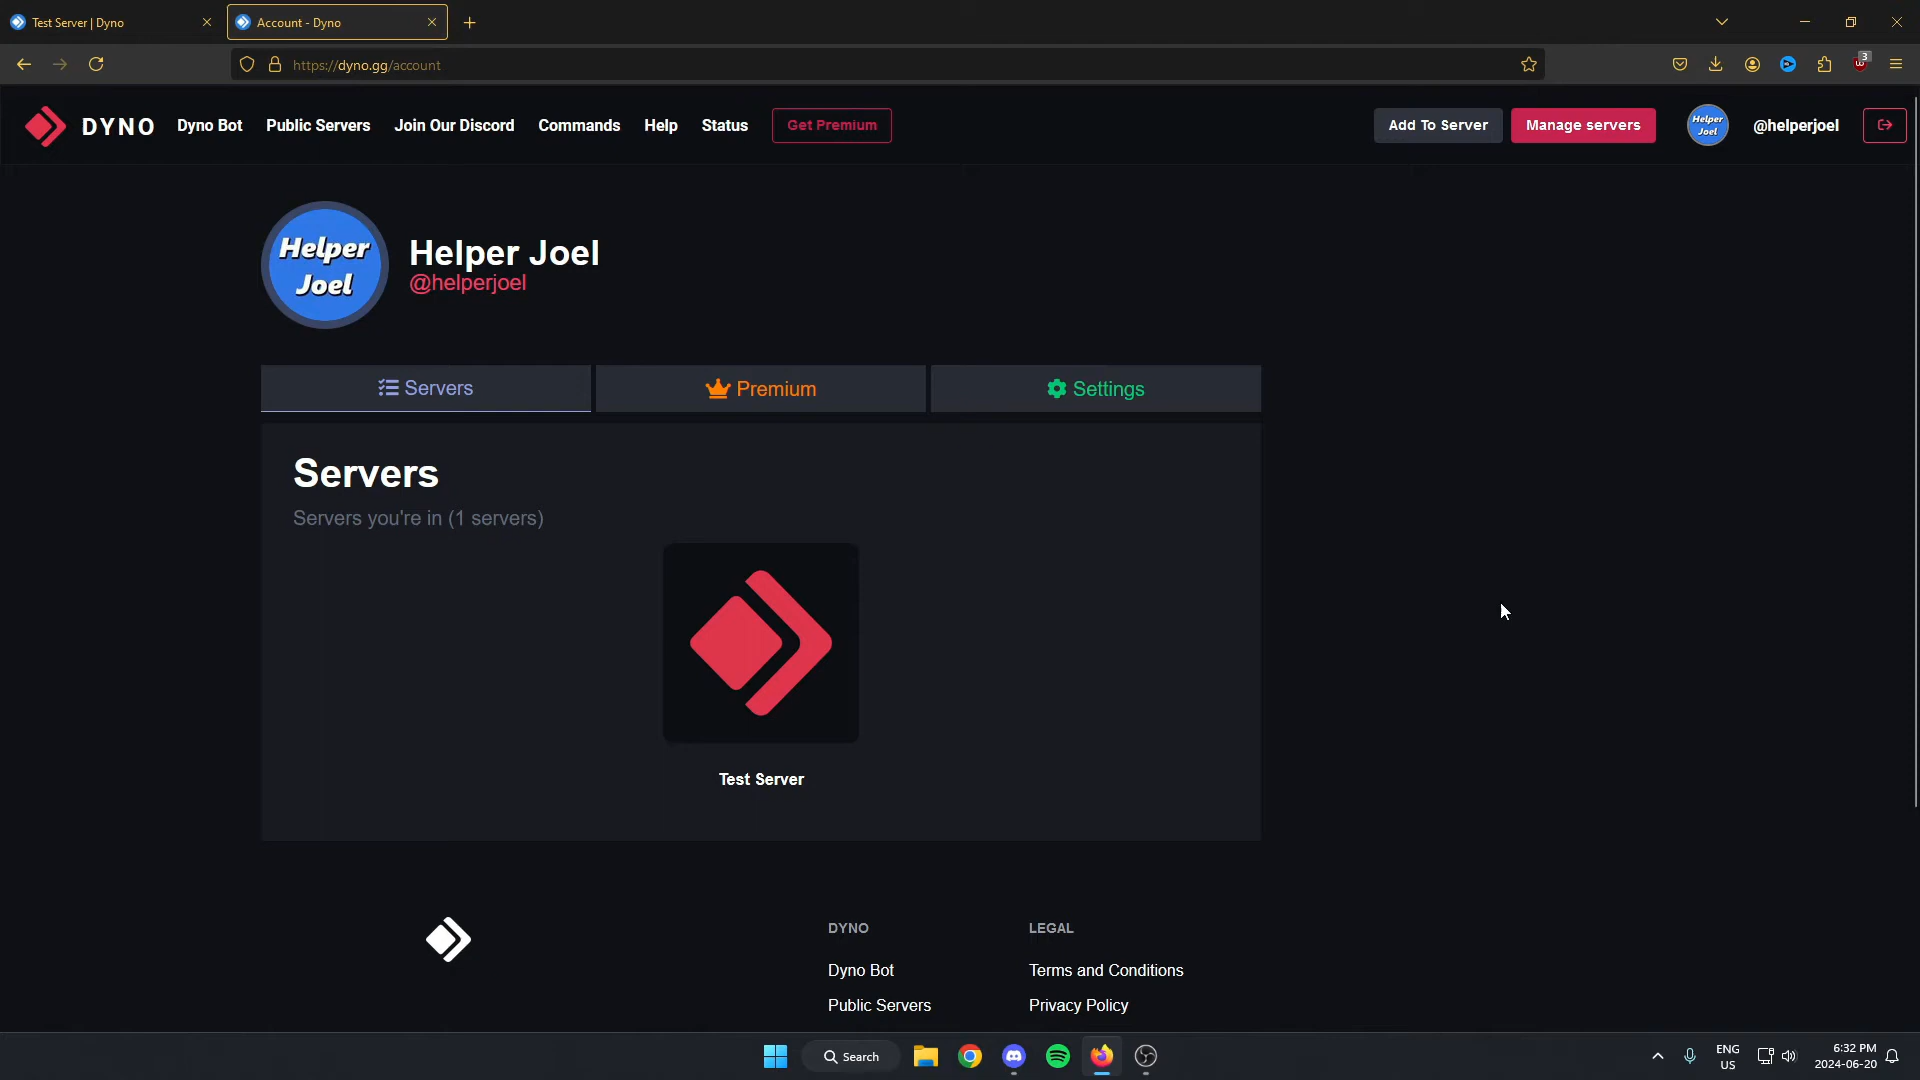 Test Server | Dyno
Account - Dyno
https://dyno.gg/account
3
DYNO
Dyno Bot
Public Servers
Join Our Discord
Commands
Help
Status
Get Premium
Add To Server
Manage servers
Helper
Joel
@helperjoel
Helper
Joel
Helper Joel
@helperjoel
Servers
Premium
Settings
Servers
Servers you're in (1 servers)
Test Server
DYNO
LEGAL
Dyno Bot
Terms and Conditions
Public Servers
Privacy Policy
Search
ENG
US
6:32 PM
2024-06-20